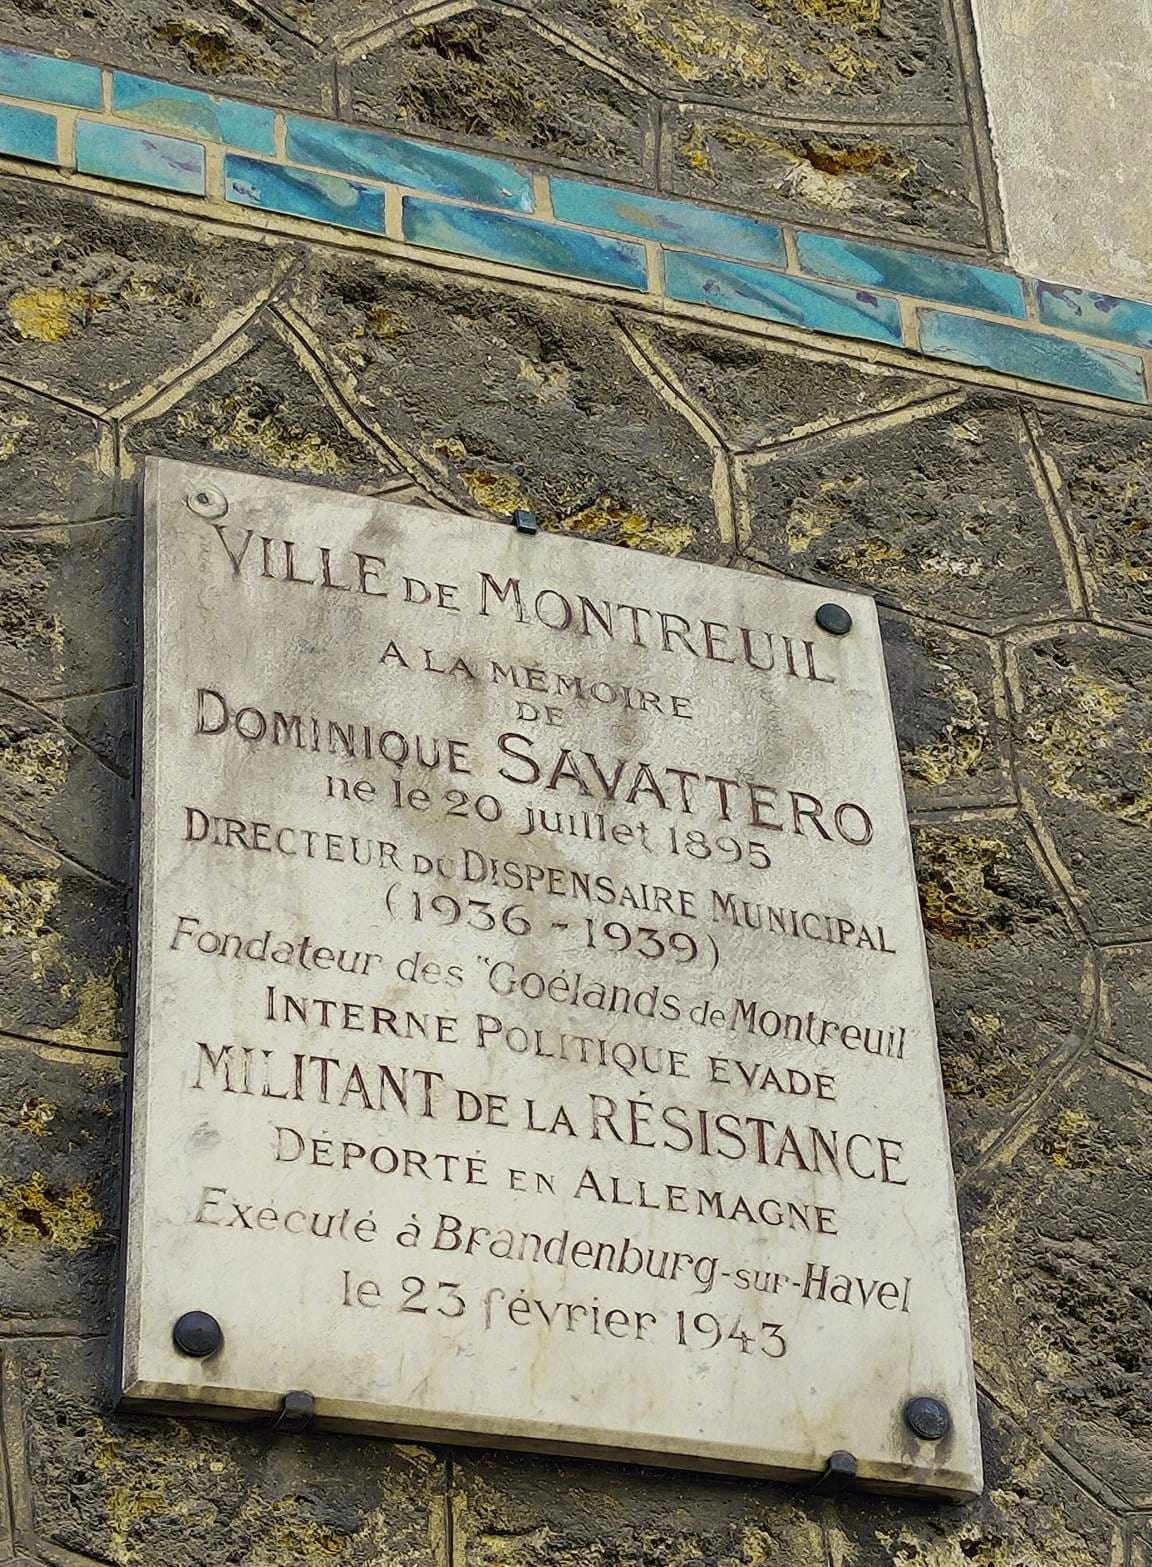 VILLE DE MONTREUIL
A LA MÉMOIRE
DE
DOMINIQUE SAVATTERO
né le 20 juillet 1895
DIRECTEUR DU DISPENSAIRE MUNICIPAL
(1936 - 1939)
Fondateur des "Goélands de Montreuil
INTERNE POLITIQUE EVADÉ
MILITANT DE LA RÉSISTANCE
DÉPORTÉ EN ALLEMAGNE
Exécuté à Brandenburg-sur-Havel
le 23 février 1943